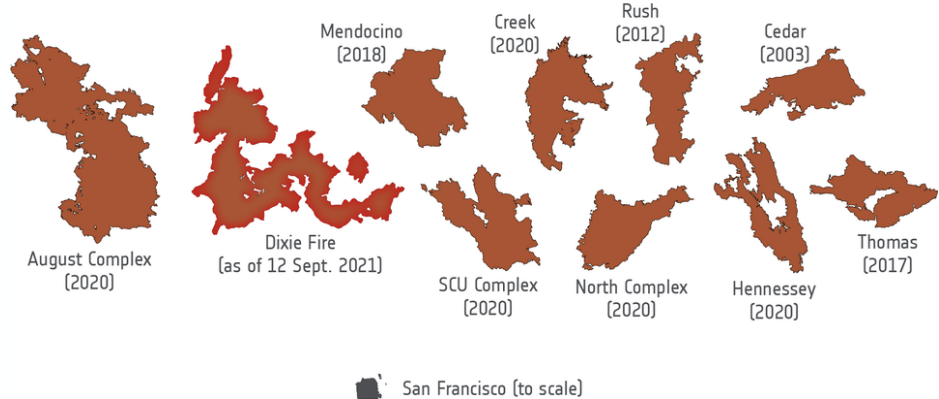 Mendocino
(2018)
Creek
(2020)
Rush
(2012)
Cedar
(2003)
August Complex
(2020)
Dixie Fire
(as of 12 Sept. 2021)
SCU Complex
(2020)
North Complex
(2020)
Hennessey
(2020)
Thomas
(2017)
San Francisco (to scale)